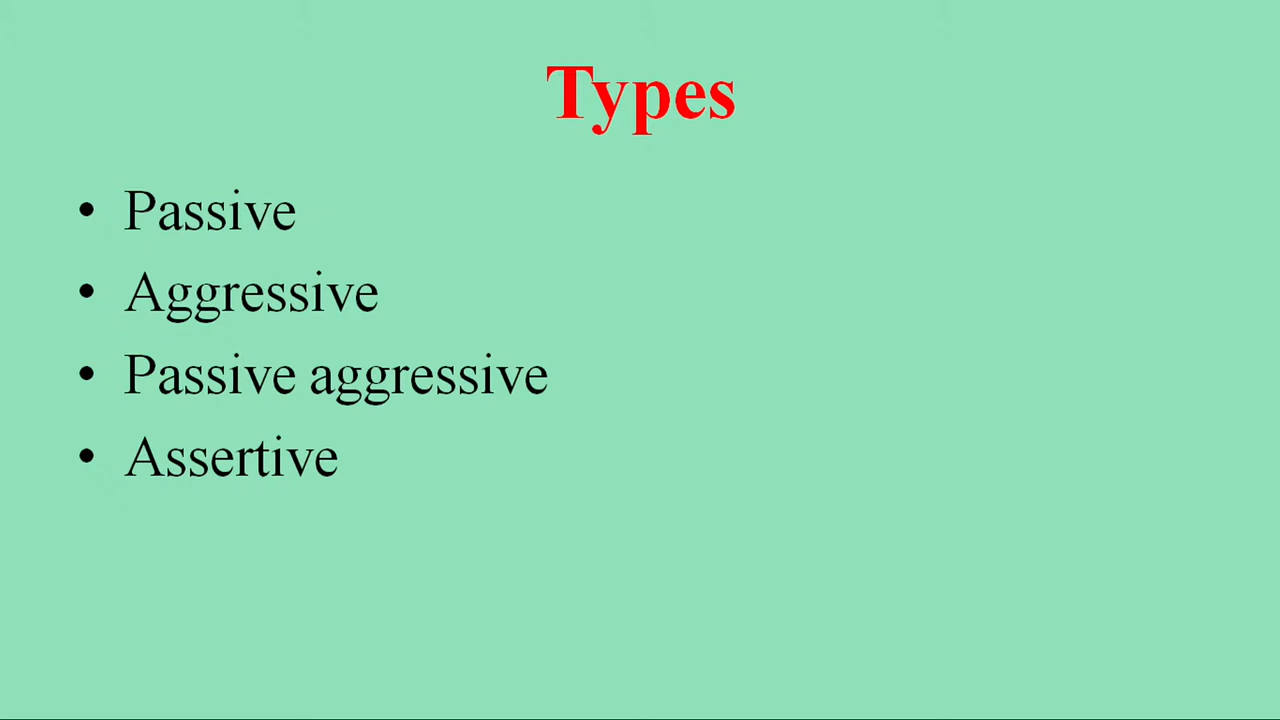 Types
• Passive
• Aggressive
• Passive aggressive
• Assertive